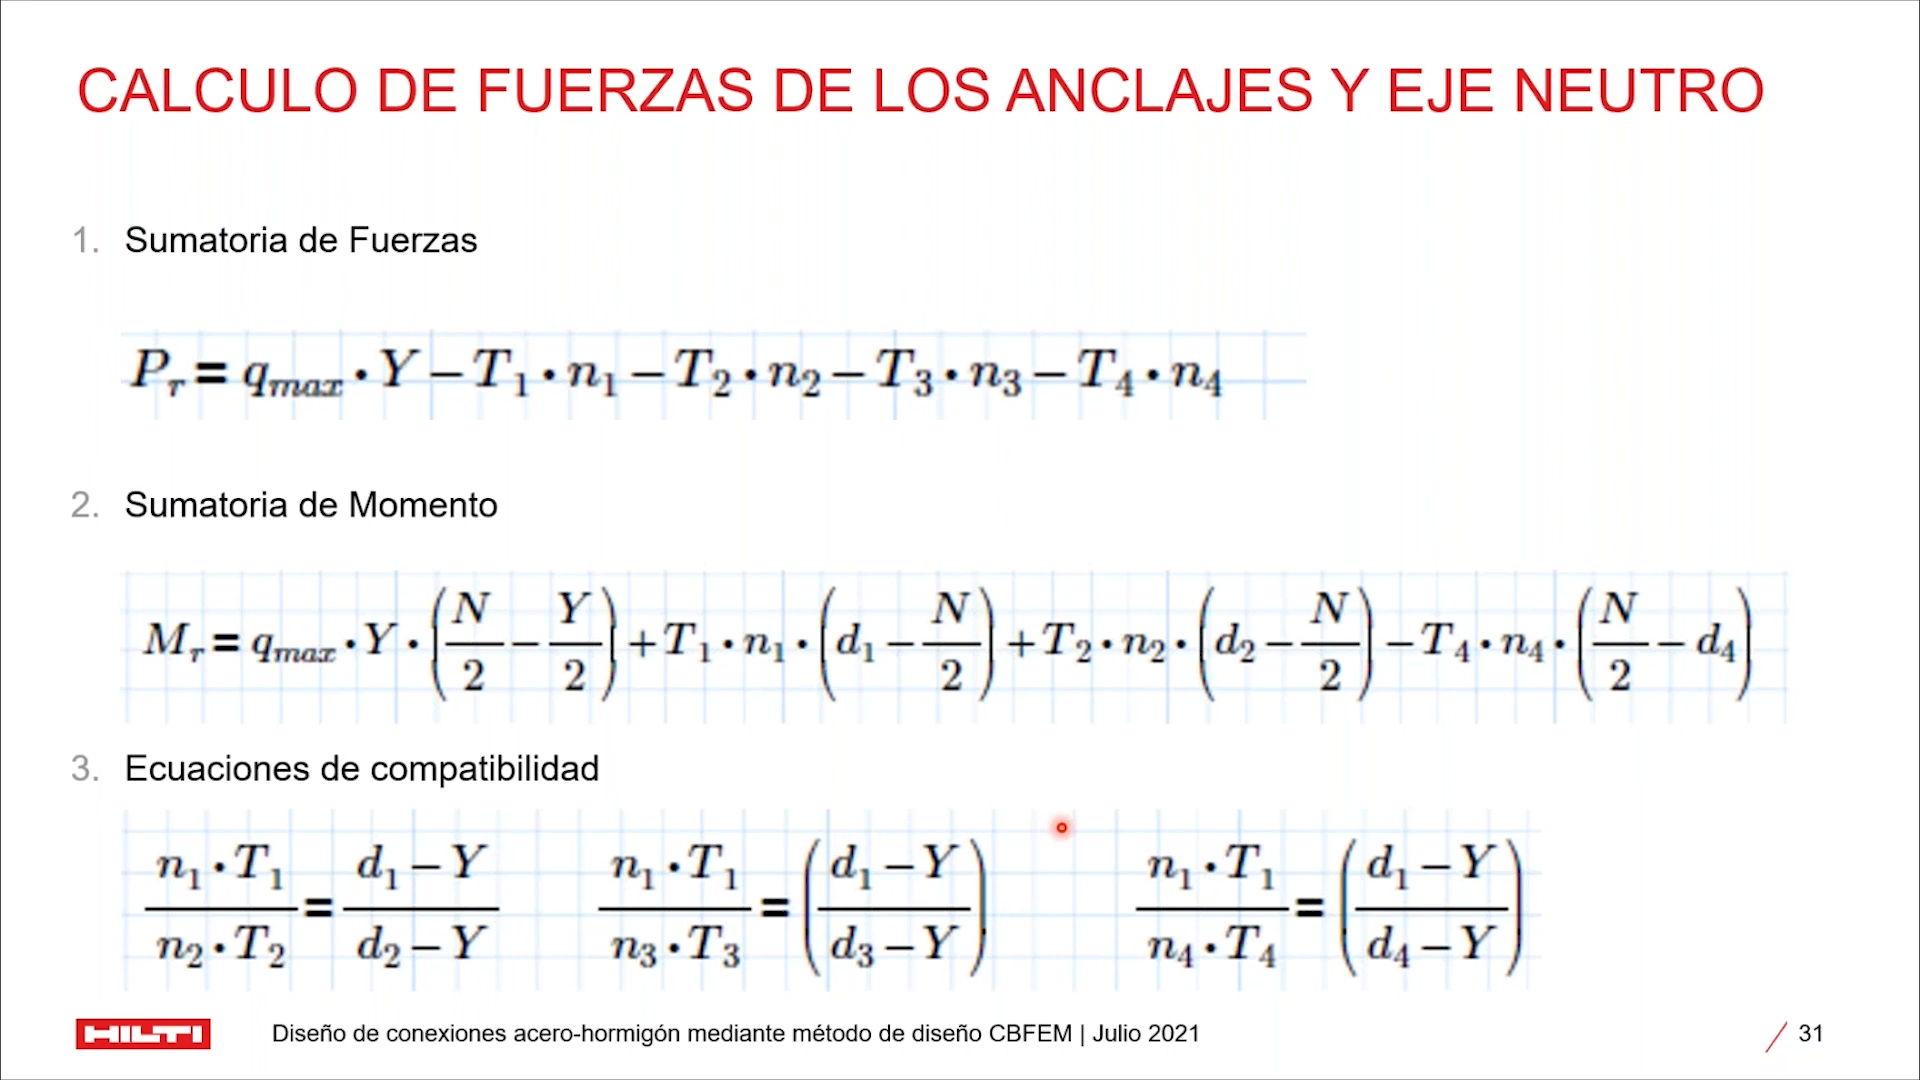 CALCULO DE FUERZAS DE LOS ANCLAJES Y EJE NEUTRO
1. Sumatoria de Fuerzas
P_r = q_max · Y − T_1 · n_1 − T_2 · n_2 − T_3 · n_3 − T_4 · n_4
2. Sumatoria de Momento
M_r = q_max · Y · (N/2 − Y/2) + T_1 · n_1 · (d_1 − N/2) + T_2 · n_2 · (d_2 − N/2) − T_4 · n_4 · (N/2 − d_4)
3. Ecuaciones de compatibilidad
(n_1 · T_1)/(n_2 · T_2) = (d_1 − Y)/(d_2 − Y) (n_1 · T_1)/(n_3 · T_3) = ((d_1 − Y)/(d_3 − Y)) (n_1 · T_1)/(n_4 · T_4) = ((d_1 − Y)/(d_4 − Y))
HILTI Diseño de conexiones acero-hormigón mediante método de diseño CBFEM | Julio 2021 / 31